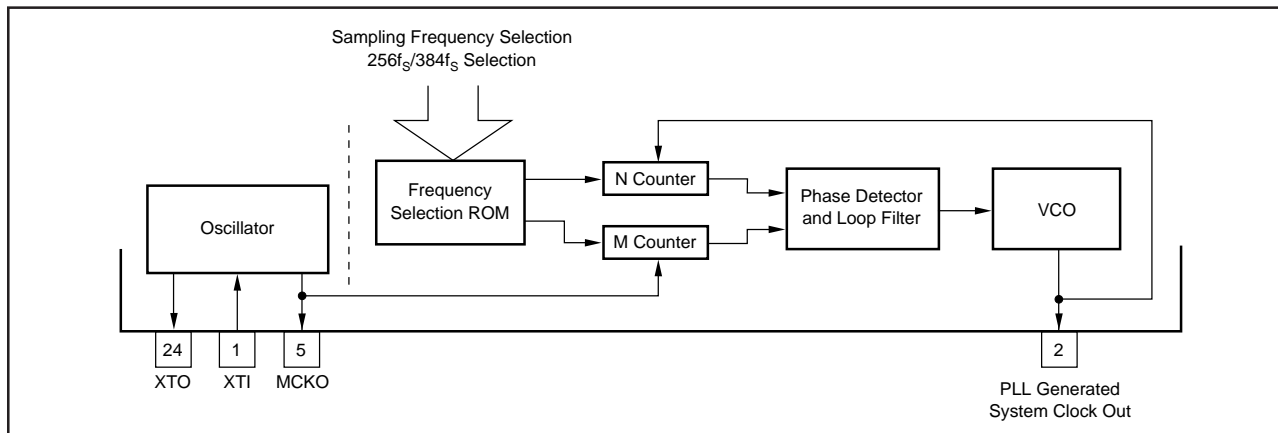 Sampling Frequency Selection
256fS/384fS Selection
Oscillator
Frequency
Selection ROM
N Counter
M Counter
Phase Detector
and Loop Filter
VCO
24
1
5
2
XTO
XTI
MCKO
PLL Generated
System Clock Out